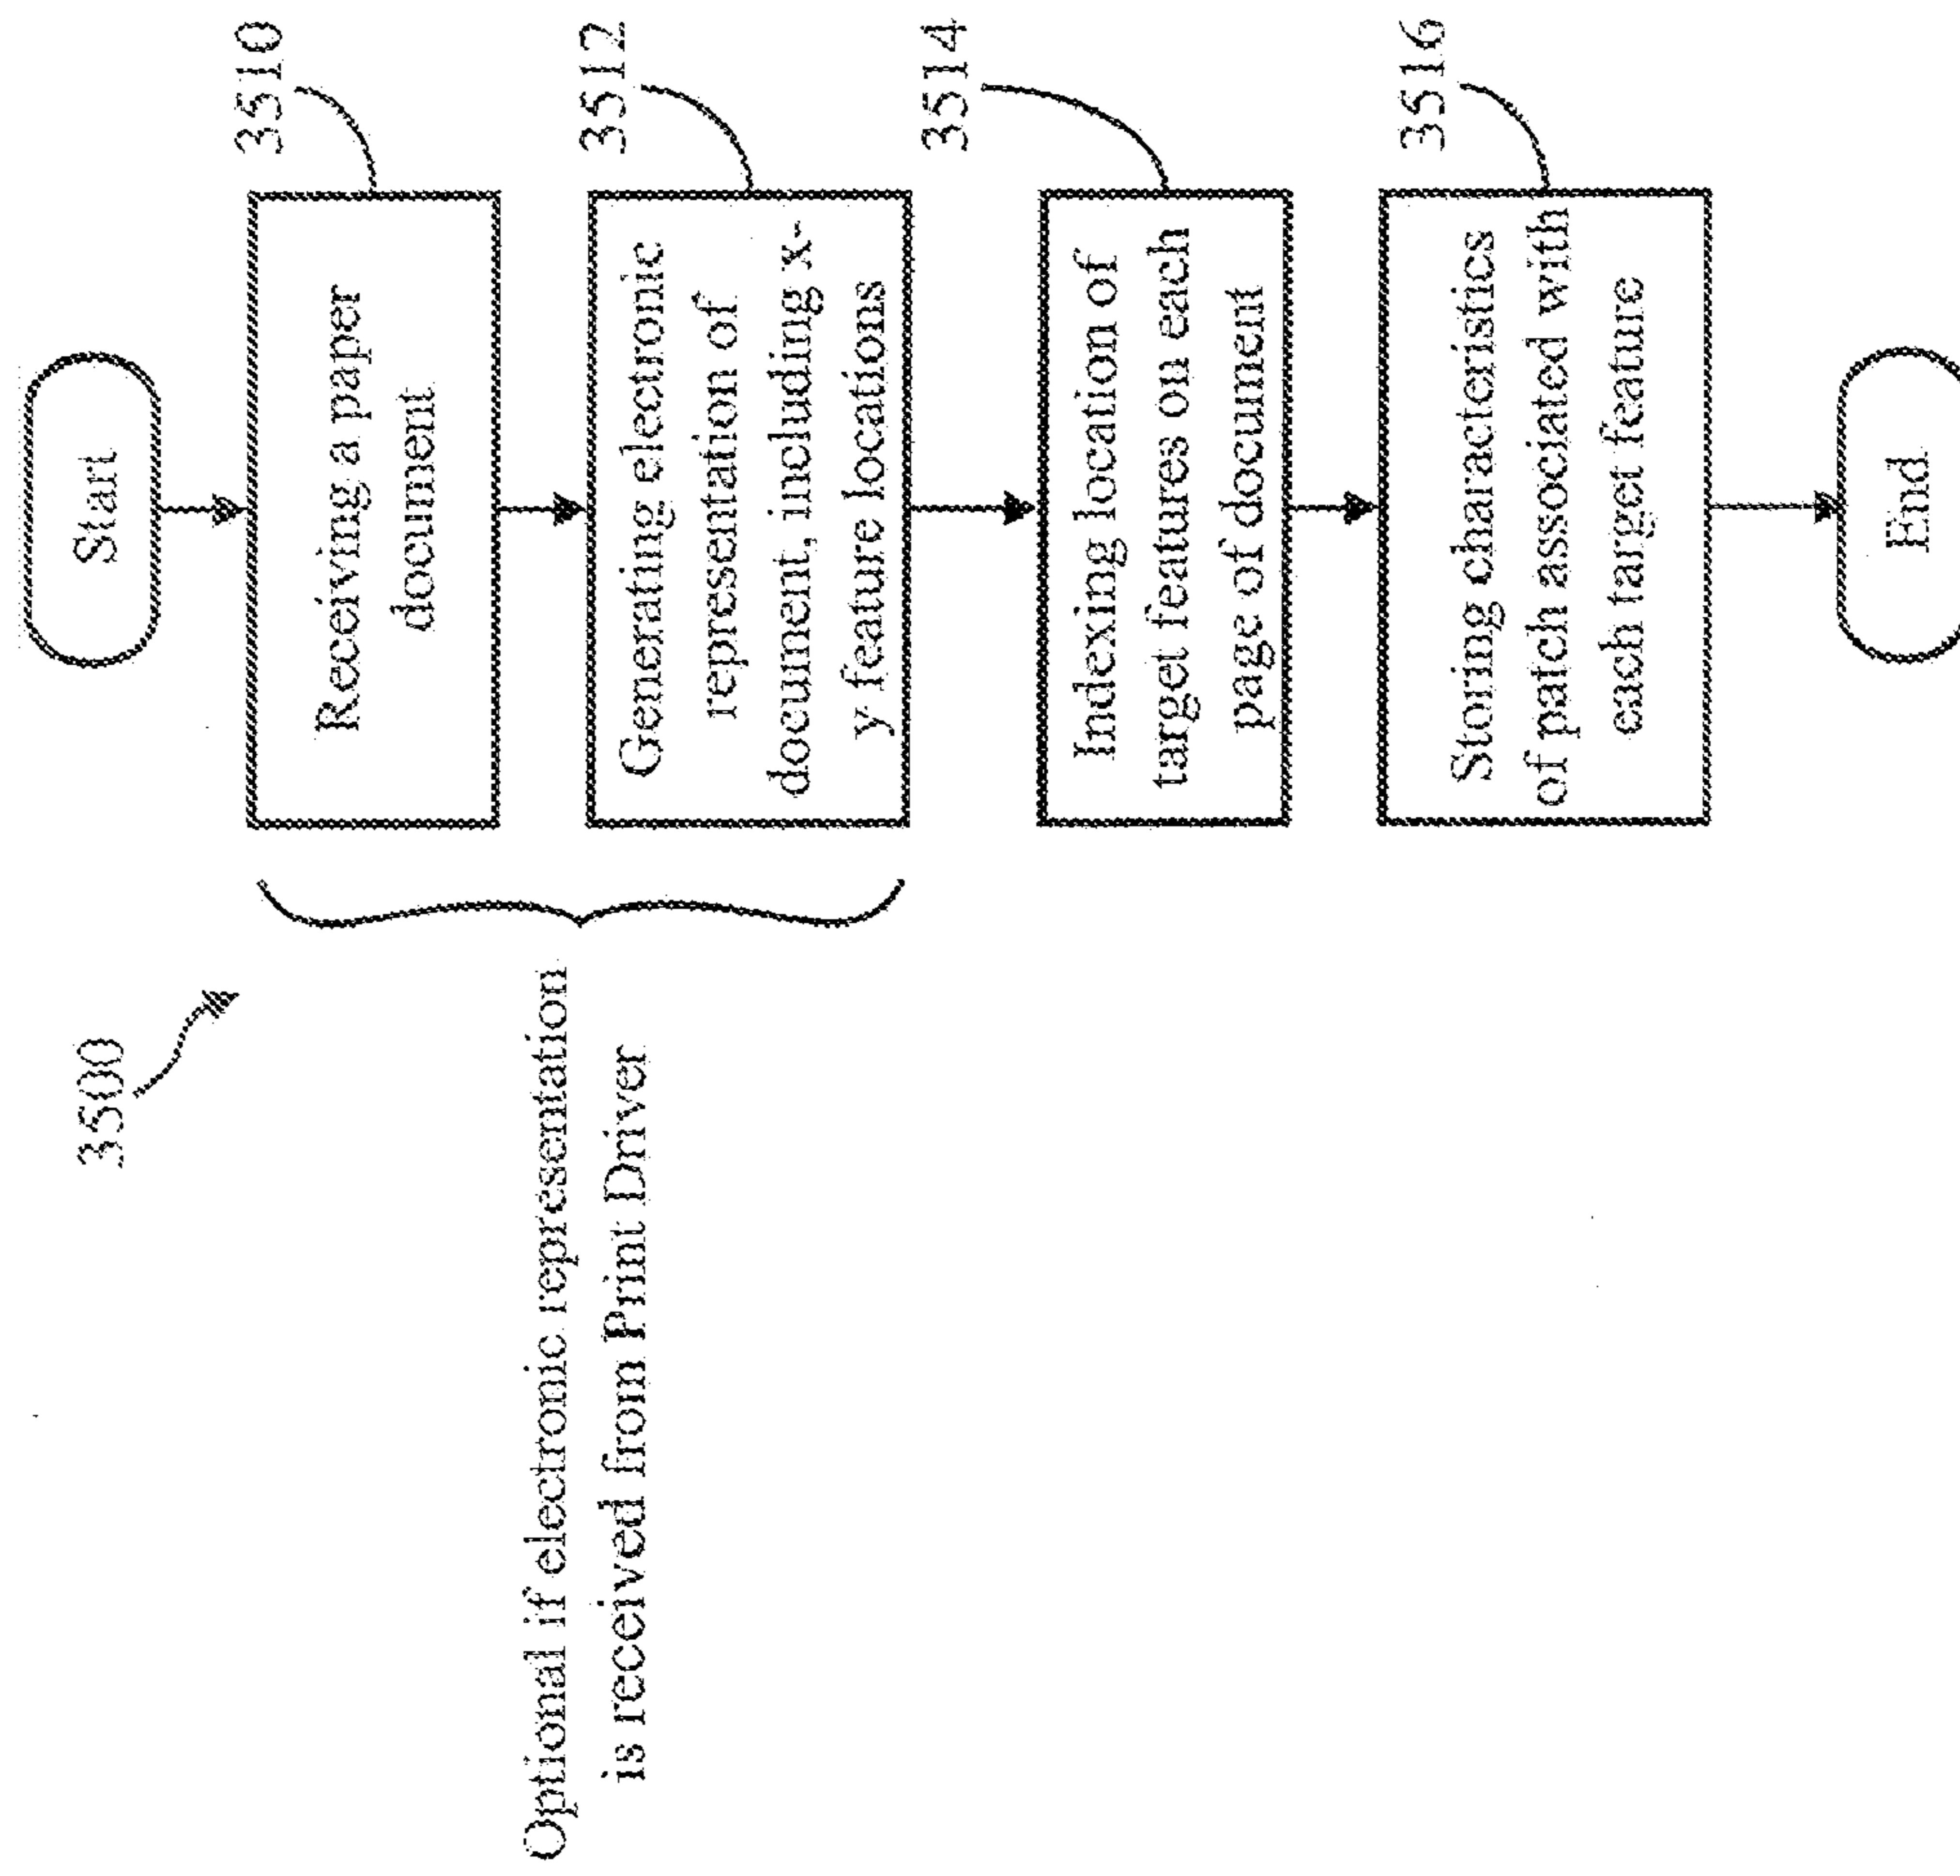 3500
Start
Optional if electronic representation
is received from Print Driver
Receiving a paper
document
3510
Generating electronic
representation of
document, including x-
y feature locations
3512
Indexing location of
target features on each
page of document
3514
Storing characteristics
of patch associated with
each target feature
3516
End